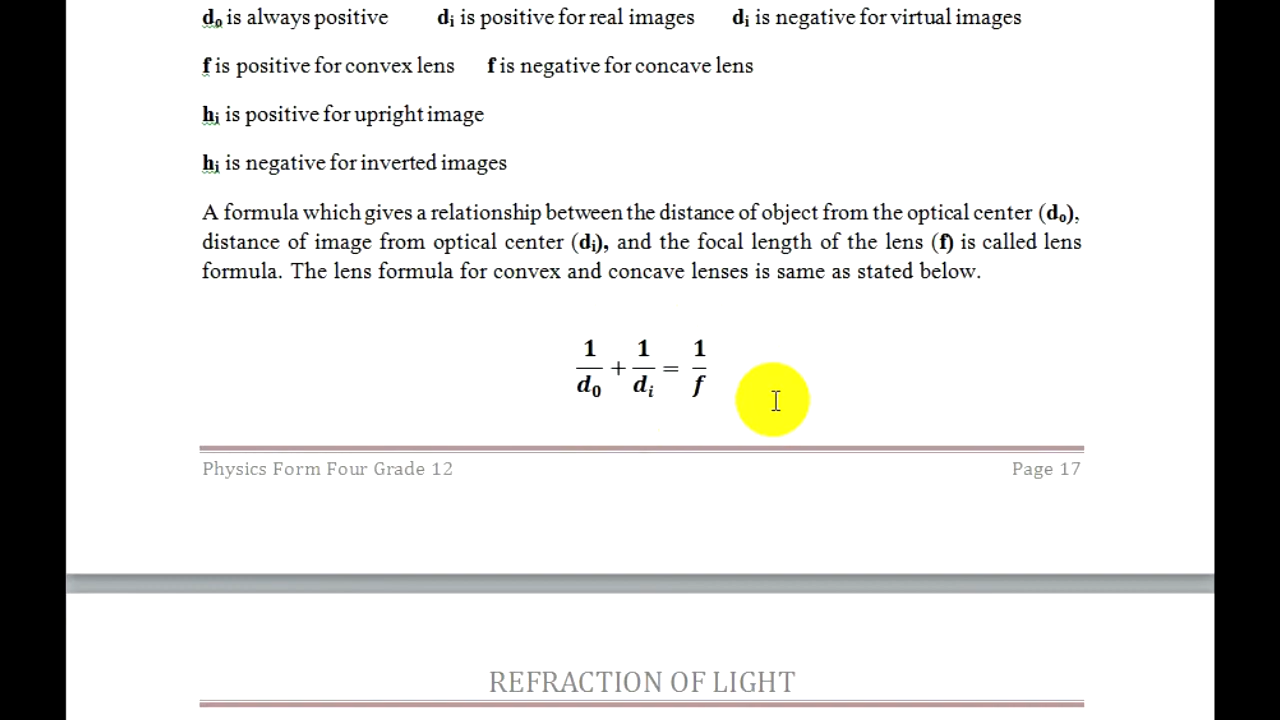 dₒ is always positive dᵢ is positive for real images dᵢ is negative for virtual images
f is positive for convex lens f is negative for concave lens
hᵢ is positive for upright image
hᵢ is negative for inverted images
A formula which gives a relationship between the distance of object from the optical center (dₒ),
distance of image from optical center (dᵢ), and the focal length of the lens (f) is called lens
formula. The lens formula for convex and concave lenses is same as stated below.
1/d₀ + 1/dᵢ = 1/f
Physics Form Four Grade 12 Page 17
REFRACTION OF LIGHT